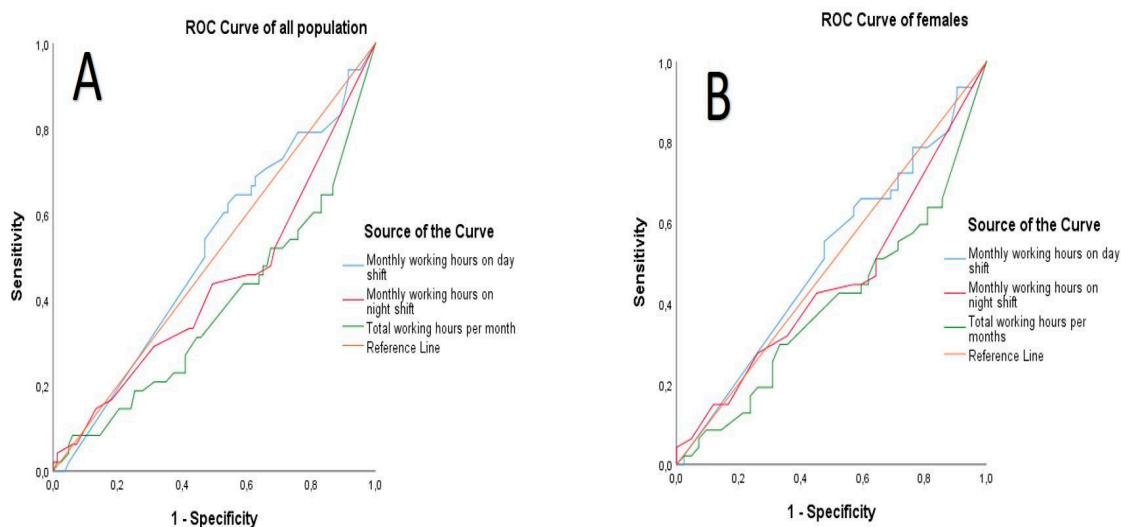 ROC Curve of all population
A
1,0
0,8
0,6
0,4
0,2
0,0
Sensitivity
0,0 0,2 0,4 0,6 0,8 1,0
1 - Specificity
Source of the Curve
Monthly working hours on day
shift
Monthly working hours on
night shift
Total working hours per month
Reference Line
ROC Curve of females
B
1,0
0,8
0,6
0,4
0,2
0,0
Sensitivity
0,0 0,2 0,4 0,6 0,8 1,0
1 - Specificity
Source of the Curve
Monthly working hours on day
shift
Monthly working hours on
night shift
Total working hours per
months
Reference Line